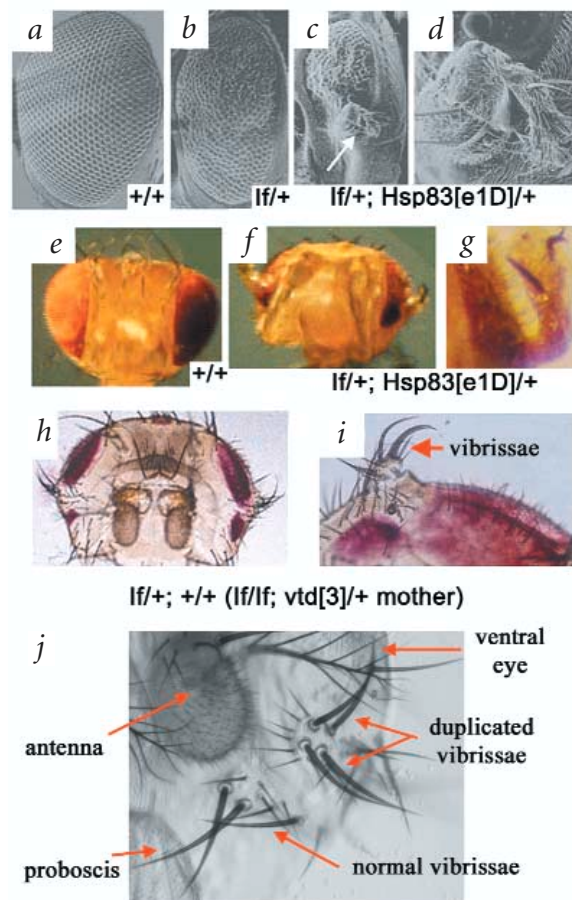 a
b
c
d
+/+
If/+
If/+; Hsp83[e1D]/+
e
f
g
+/+
If/+; Hsp83[e1D]/+
h
i
vibrissae
If/+; +/+ (If/If; vtd[3]/+ mother)
j
ventral
eye
antenna
duplicated
vibrissae
proboscis
normal vibrissae